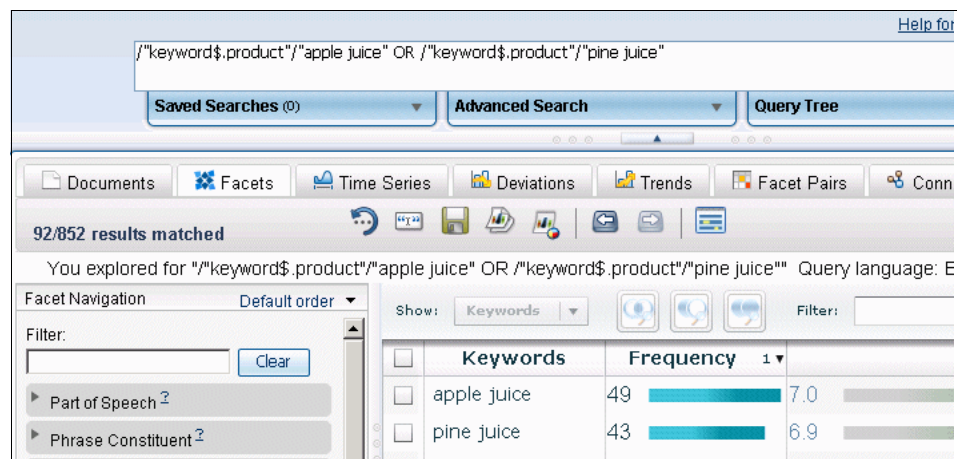 Help for
/"keyword$.product"/"apple juice" OR /"keyword$.product"/"pine juice"
Saved Searches (0) Advanced Search Query Tree
Documents Facets Time Series Deviations Trends Facet Pairs Conn
92/852 results matched
You explored for "/"keyword$.product"/"apple juice" OR /"keyword$.product"/"pine juice"" Query language: E
Facet Navigation Default order
Show: Keywords Filter:
Filter:
Clear
Keywords Frequency 1
Part of Speech ?
apple juice 49 7.0
Phrase Constituent ?
pine juice 43 6.9